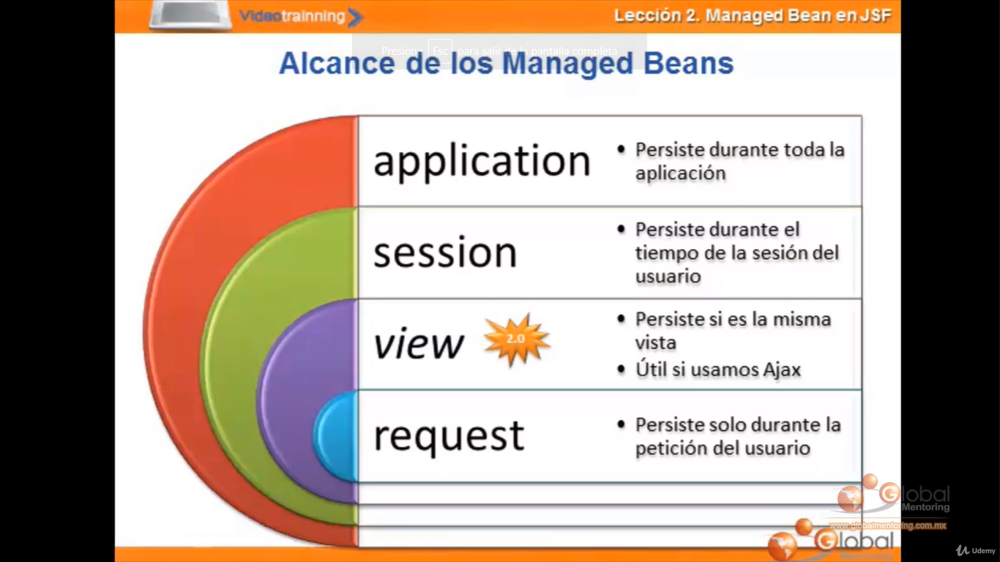 Videotrainning
Lección 2. Managed Bean en JSF
Presiona Esc para salir de la pantalla completa
Alcance de los Managed Beans
application
• Persiste durante toda la
aplicación
session
• Persiste durante el
tiempo de la sesión del
usuario
view
2.0
• Persiste si es la misma
vista
• Útil si usamos Ajax
request
• Persiste solo durante la
petición del usuario
Global
Mentoring
www.globalmentoring.com.mx
Global
Mentoring
Udemy